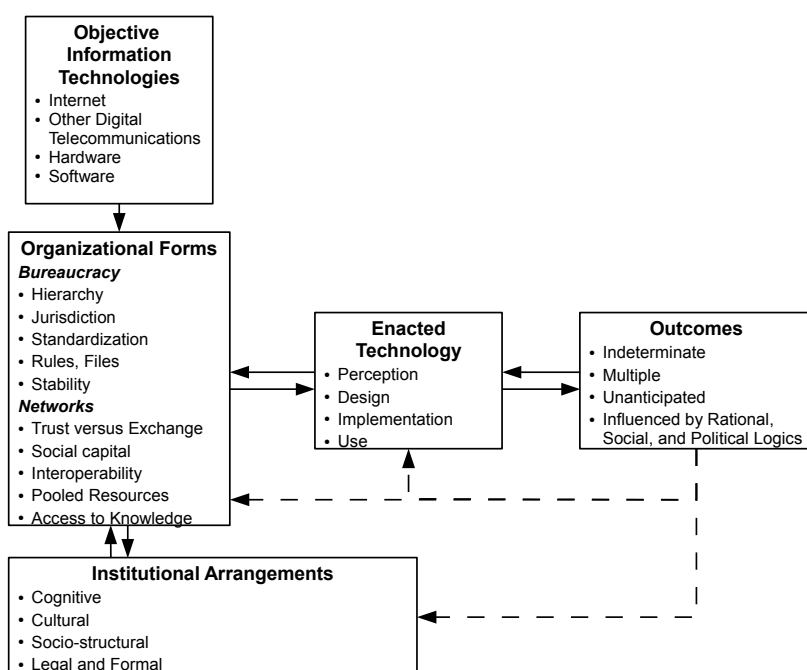 Objective
Information
Technologies
• Internet
• Other Digital
Telecommunications
• Hardware
• Software
Organizational Forms
Bureaucracy
• Hierarchy
• Jurisdiction
• Standardization
• Rules, Files
• Stability
Networks
• Trust versus Exchange
• Social capital
• Interoperability
• Pooled Resources
• Access to Knowledge
Enacted
Technology
• Perception
• Design
• Implementation
• Use
Outcomes
• Indeterminate
• Multiple
• Unanticipated
• Influenced by Rational,
Social, and Political Logics
Institutional Arrangements
• Cognitive
• Cultural
• Socio-structural
• Legal and Formal